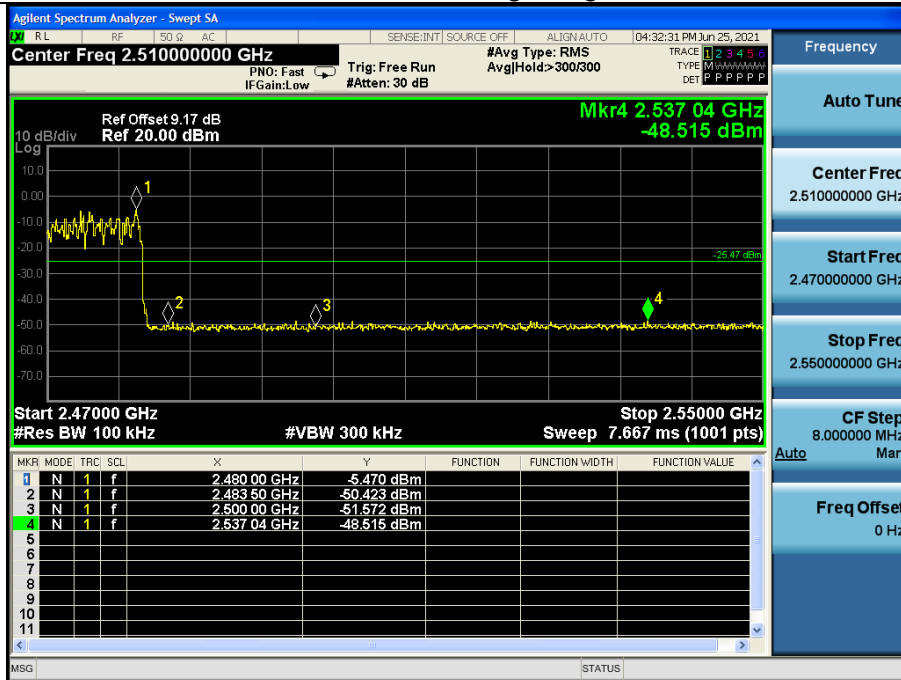 Agilent Spectrum Analyzer - Swept SA
LXI RL RF 50 Ω AC SENSE:INT SOURCE OFF ALIGN AUTO 04:32:31 PM Jun 25, 2021
Center Freq 2.510000000 GHz
PNO: Fast
IFGain:Low
Trig: Free Run
#Atten: 30 dB
#Avg Type: RMS
Avg|Hold:>300/300
TRACE 1 2 3 4 5 6
TYPE M
DET P P P P P P
Ref Offset 9.17 dB
10 dB/div Ref 20.00 dBm
Log
Mkr4 2.537 04 GHz
-48.515 dBm
10.0
0.00
-10.0
-20.0
-30.0
-40.0
-50.0
-60.0
-70.0
1
2
3
4
-25.47 dBm
Start 2.47000 GHz Stop 2.55000 GHz
#Res BW 100 kHz #VBW 300 kHz Sweep 7.667 ms (1001 pts)
MKR MODE TRC SCL X Y FUNCTION FUNCTION WIDTH FUNCTION VALUE
1 N 1 f 2.480 00 GHz -5.470 dBm
2 N 1 f 2.483 50 GHz -50.423 dBm
3 N 1 f 2.500 00 GHz -51.572 dBm
4 N 1 f 2.537 04 GHz -48.515 dBm
5
6
7
8
9
10
11
MSG STATUS
Frequency
Auto Tune
Center Freq
2.510000000 GHz
Start Freq
2.470000000 GHz
Stop Freq
2.550000000 GHz
CF Step
8.000000 MHz
Auto Man
Freq Offset
0 Hz